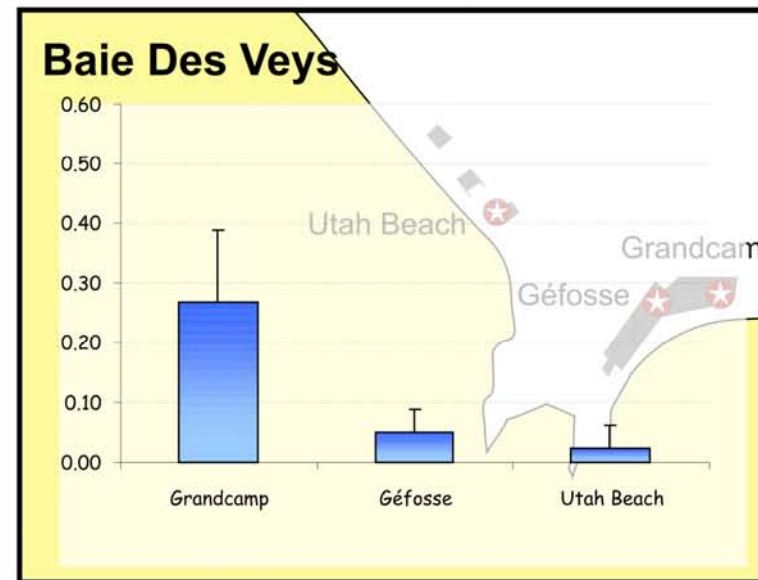 Baie Des Veys
0.60
0.50
0.40
0.30
0.20
0.10
0.00
Utah Beach
Grandcam
Géfosse
Grandcamp
Géfosse
Utah Beach